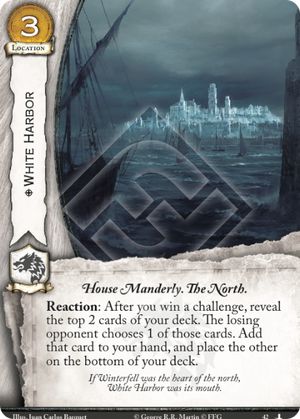 3
Location
White Harbor
House Manderly. The North.
Reaction: After you win a challenge, reveal
the top 2 cards of your deck. The losing
opponent chooses 1 of those cards. Add
that card to your hand, and place the other
on the bottom of your deck.
If Winterfell was the heart of the north,
White Harbor was its mouth.
Illus. Juan Carlos Barquet
© George R.R. Martin © FFG
42